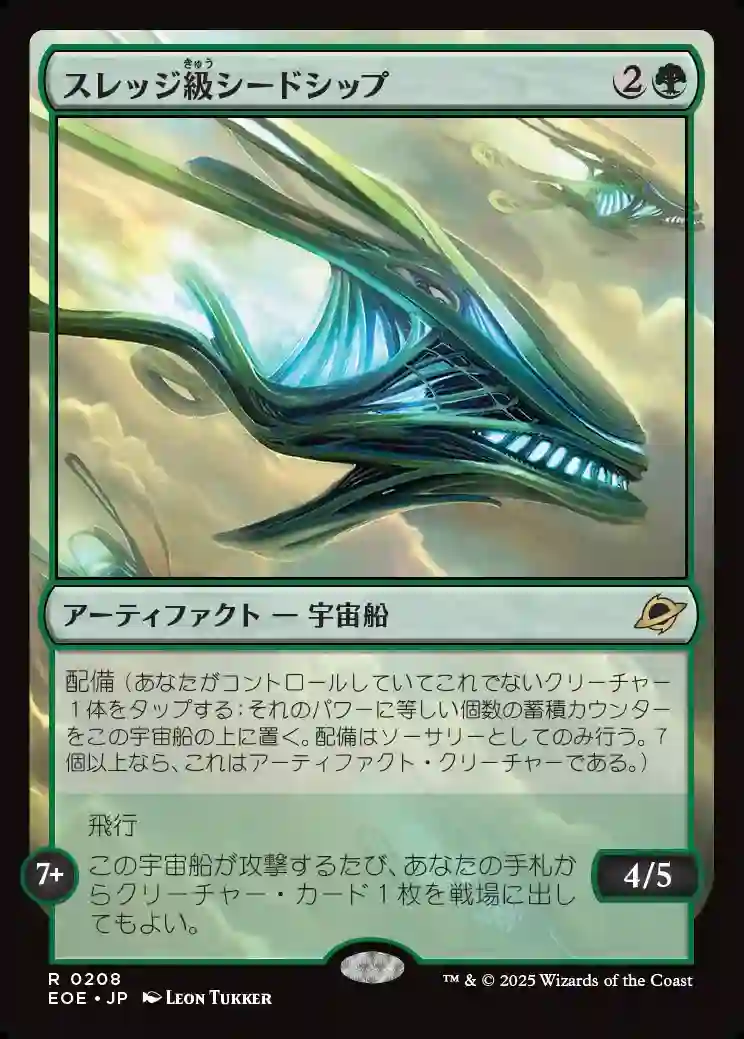 スレッジ級シードシップ
きゅう
2
アーティファクト — 宇宙船
配備（あなたがコントロールしていてこれでないクリーチャー
１体をタップする：それのパワーに等しい個数の蓄積カウンター
をこの宇宙船の上に置く。配備はソーサリーとしてのみ行う。７
個以上なら、これはアーティファクト・クリーチャーである。）
飛行
この宇宙船が攻撃するたび、あなたの手札か
らクリーチャー・カード１枚を戦場に出し
てもよい。
7+
4/5
R 0208
EOE • JP LEON TUKKER
™ & © 2025 Wizards of the Coast